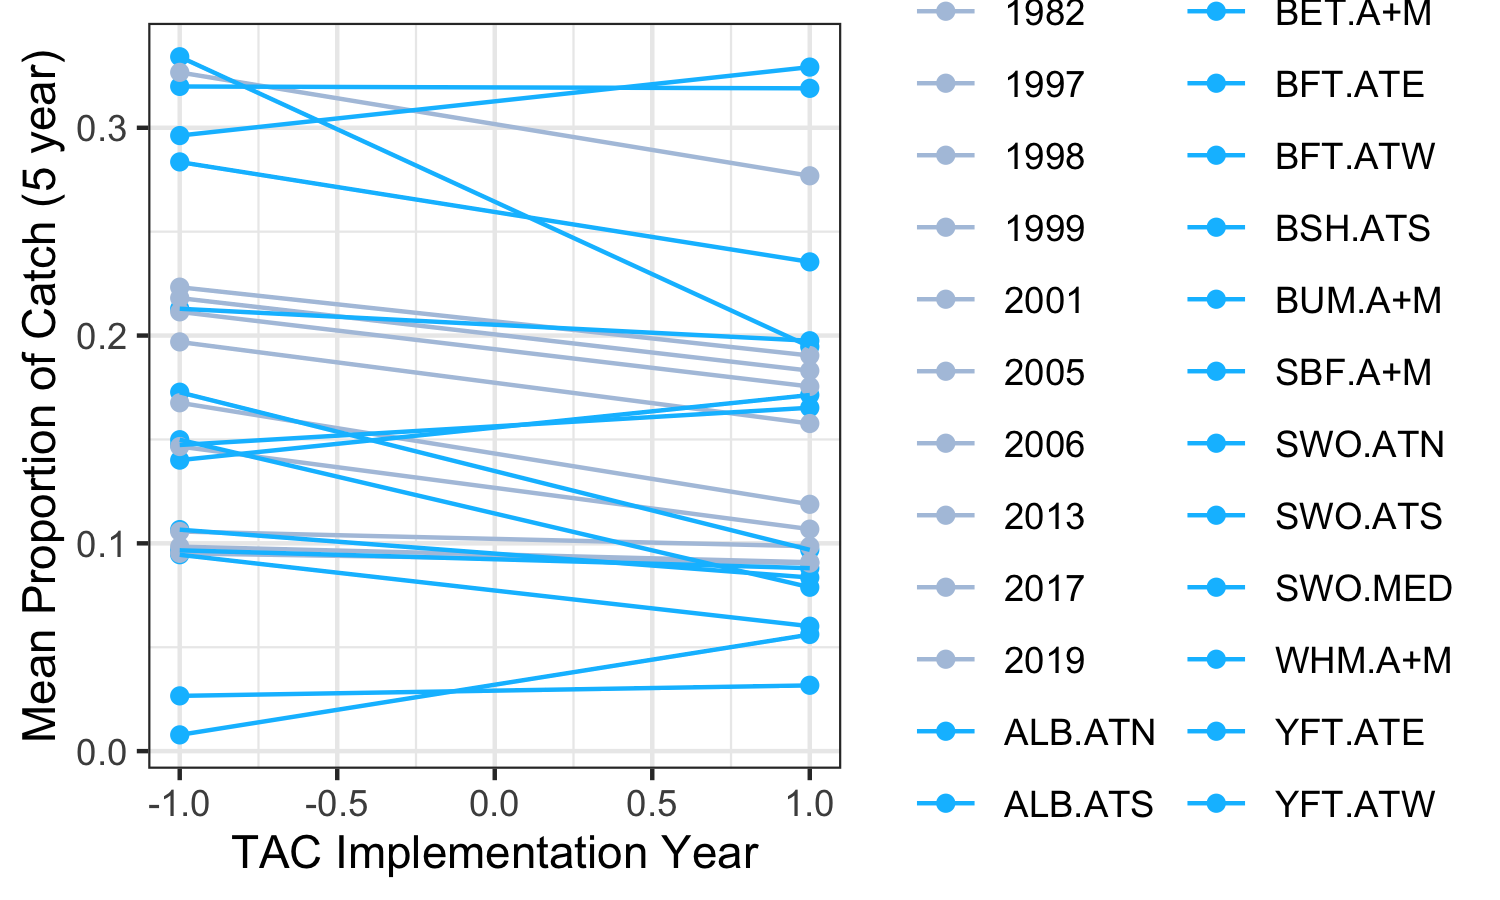 Mean Proportion of Catch (5 year)
0.3
0.2
0.1
0.0
-1.0
-0.5
0.0
0.5
1.0
TAC Implementation Year
1982
1997
1998
1999
2001
2005
2006
2013
2017
2019
ALB.ATN
ALB.ATS
BET.A+M
BFT.ATE
BFT.ATW
BSH.ATS
BUM.A+M
SBF.A+M
SWO.ATN
SWO.ATS
SWO.MED
WHM.A+M
YFT.ATE
YFT.ATW